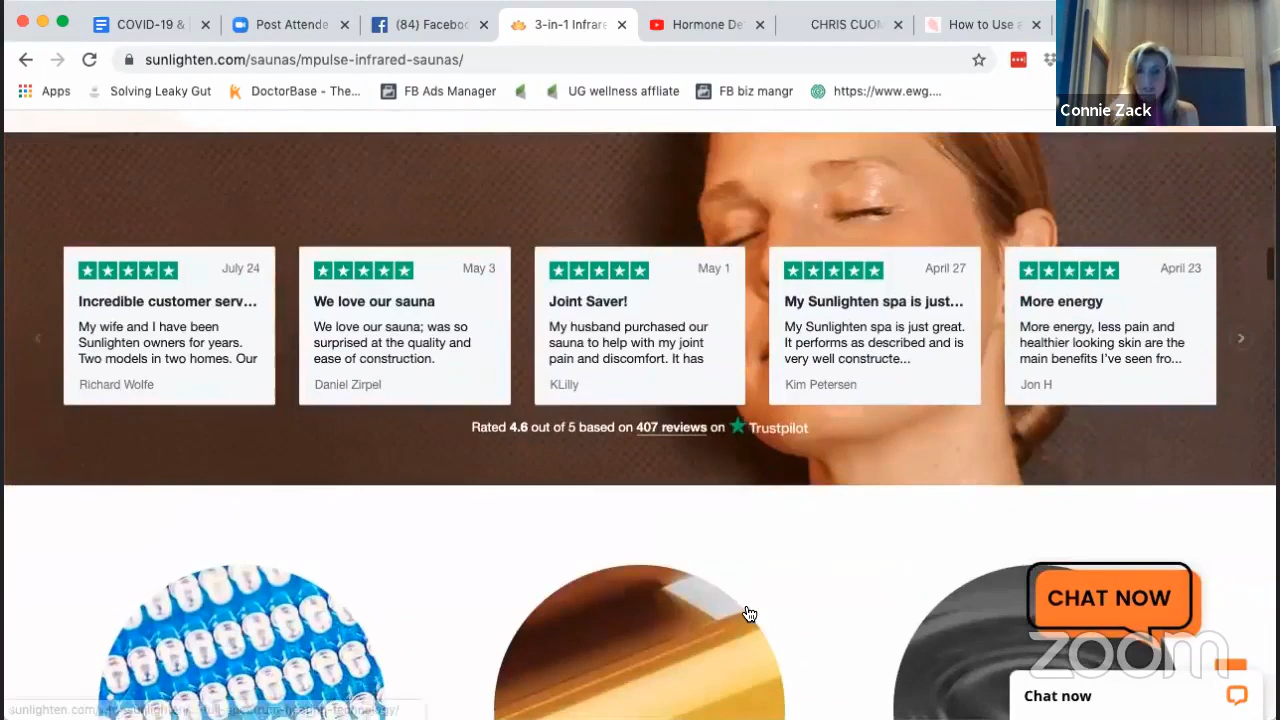 COVID-19 &
Post Attende
(84) Faceboo
3-in-1 Infrare
Hormone De
CHRIS CUOM
How to Use a
sunlighten.com/saunas/mpulse-infrared-saunas/
Apps
Solving Leaky Gut
DoctorBase - The...
FB Ads Manager
UG wellness affliate
FB biz mangr
https://www.ewg....
Connie Zack
July 24
Incredible customer serv...
My wife and I have been
Sunlighten owners for years.
Two models in two homes. Our
Richard Wolfe
May 3
We love our sauna
We love our sauna; was so
surprised at the quality and
ease of construction.
Daniel Zirpel
May 1
Joint Saver!
My husband purchased our
sauna to help with my joint
pain and discomfort. It has
KLilly
April 27
My Sunlighten spa is just...
My Sunlighten spa is just great.
It performs as described and is
very well constructe...
Kim Petersen
April 23
More energy
More energy, less pain and
healthier looking skin are the
main benefits I've seen fro...
Jon H
Rated 4.6 out of 5 based on 407 reviews on Trustpilot
CHAT NOW
zoom
Chat now